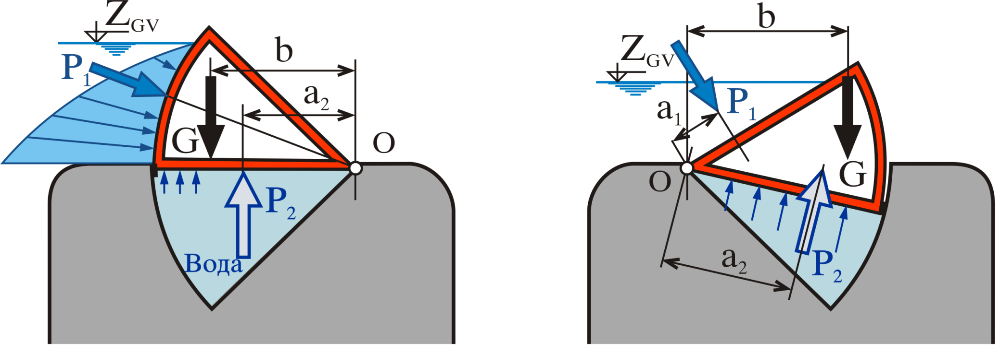 Z_GV
b
P_1
a_2
G
O
P_2
Вода
b
Z_GV
P_1
a_1
G
O
a_2
P_2